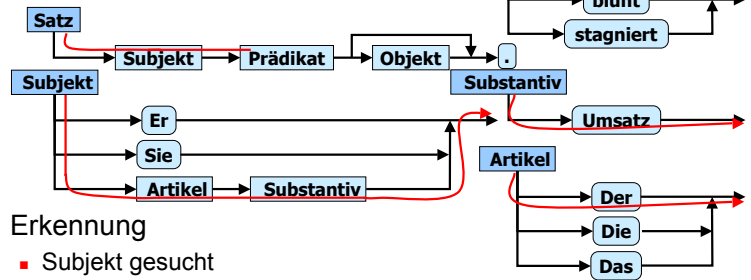 blüht
Satz
stagniert
Subjekt Prädikat Objekt .
Subjekt Substantiv
Er Umsatz
Sie
Artikel
Artikel Substantiv Der
Erkennung
Die
Subjekt gesucht
Das